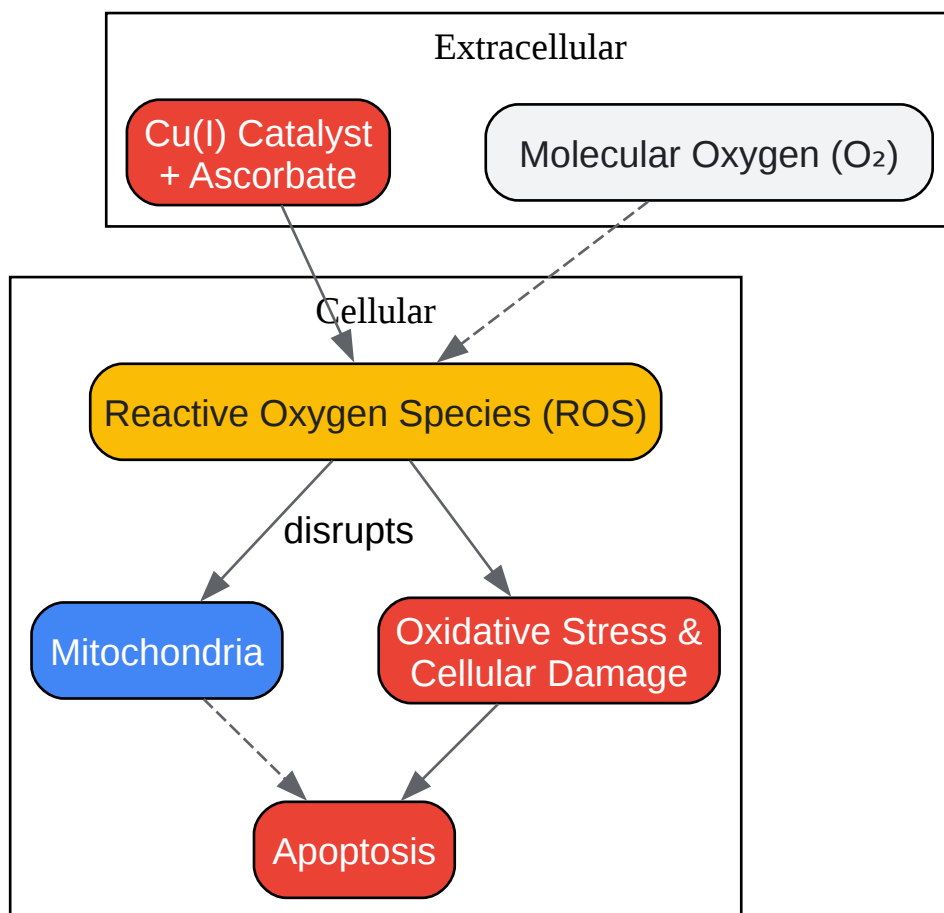 Extracellular
Cu(I) Catalyst
+ Ascorbate
Molecular Oxygen (O₂)
Cellular
Reactive Oxygen Species (ROS)
disrupts
Mitochondria
Oxidative Stress &
Cellular Damage
Apoptosis